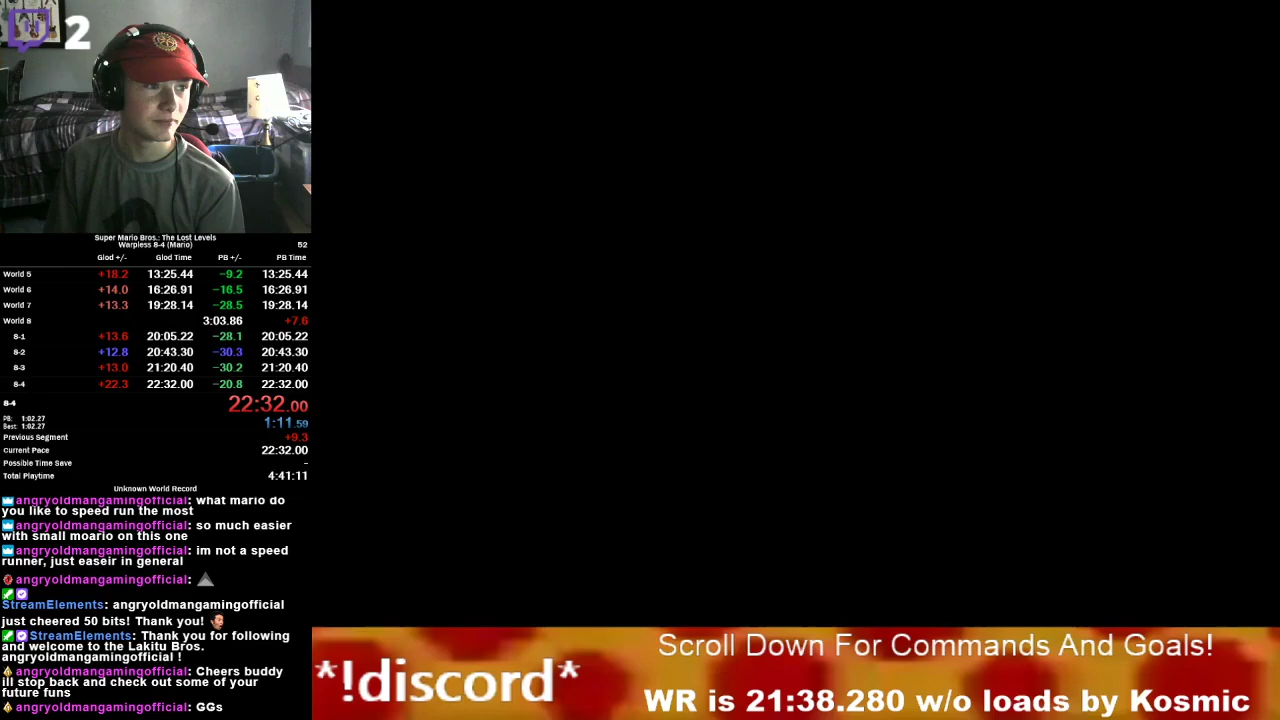 2
Super Mario Bros.: The Lost Levels
Warpless 8-4 (Mario) 52
Glod +/- Glod Time PB +/- PB Time
World 5 +18.2 13:25.44 −9.2 13:25.44
World 6 +14.0 16:26.91 −16.5 16:26.91
World 7 +13.3 19:28.14 −28.5 19:28.14
World 8 3:03.86 +7.6
8-1 +13.6 20:05.22 −28.1 20:05.22
8-2 +12.8 20:43.30 −30.3 20:43.30
8-3 +13.0 21:20.40 −30.2 21:20.40
8-4 +22.3 22:32.00 −20.8 22:32.00
8-4 22:32.00
PB: 1:02.27
Best: 1:02.27 1:11.59
Previous Segment +9.3
Current Pace 22:32.00
Possible Time Save -
Total Playtime 4:41:11
Unknown World Record
angryoldmangamingofficial: what mario do
you like to speed run the most
angryoldmangamingofficial: so much easier
with small moario on this one
angryoldmangamingofficial: im not a speed
runner, just easeir in general
angryoldmangamingofficial:
StreamElements: angryoldmangamingofficial
just cheered 50 bits! Thank you!
StreamElements: Thank you for following
and welcome to the Lakitu Bros.
angryoldmangamingofficial !
angryoldmangamingofficial: Cheers buddy
ill stop back and check out some of your
future funs
angryoldmangamingofficial: GGs
*!discord*
Scroll Down For Commands And Goals!
WR is 21:38.280 w/o loads by Kosmic